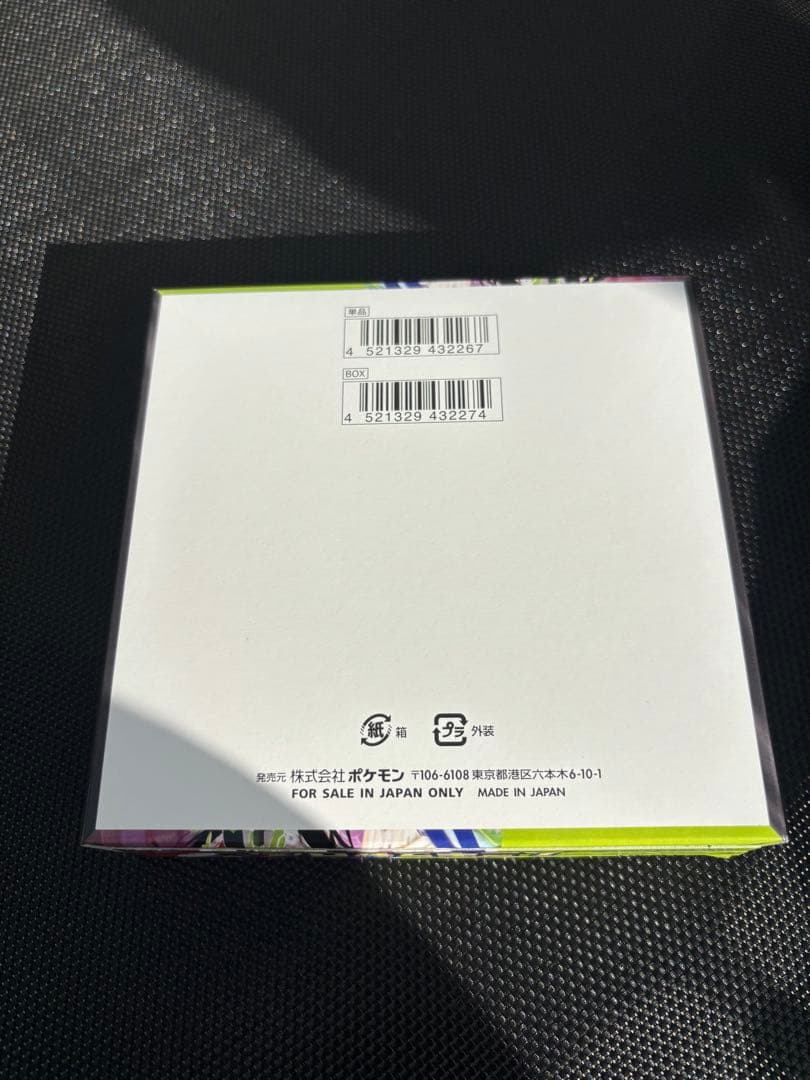 単品
4 521329 432267
BOX
4 521329 432274
紙 箱 プラ 外装
発売元 株式会社 ポケモン 〒106-6108 東京都港区六本木6-10-1
FOR SALE IN JAPAN ONLY MADE IN JAPAN